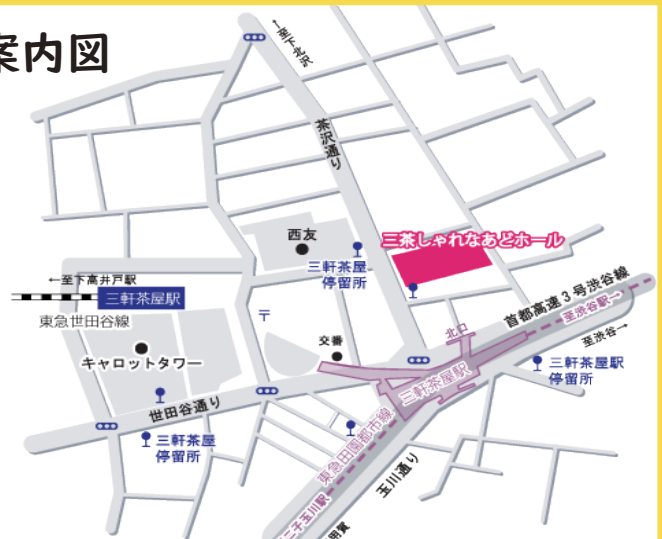 案内図
↑至下北沢
茶沢通り
西友
三茶しゃれなあどホール
三軒茶屋
停留所
←至下高井戸駅
三軒茶屋駅
東急世田谷線
〒
首都高速3号渋谷線
至渋谷駅→
至渋谷→
北口
交番
キャロットタワー
三軒茶屋駅
三軒茶屋駅
停留所
世田谷通り
三軒茶屋
停留所
東急田園都市線
玉川通り
二子玉川駅
用賀